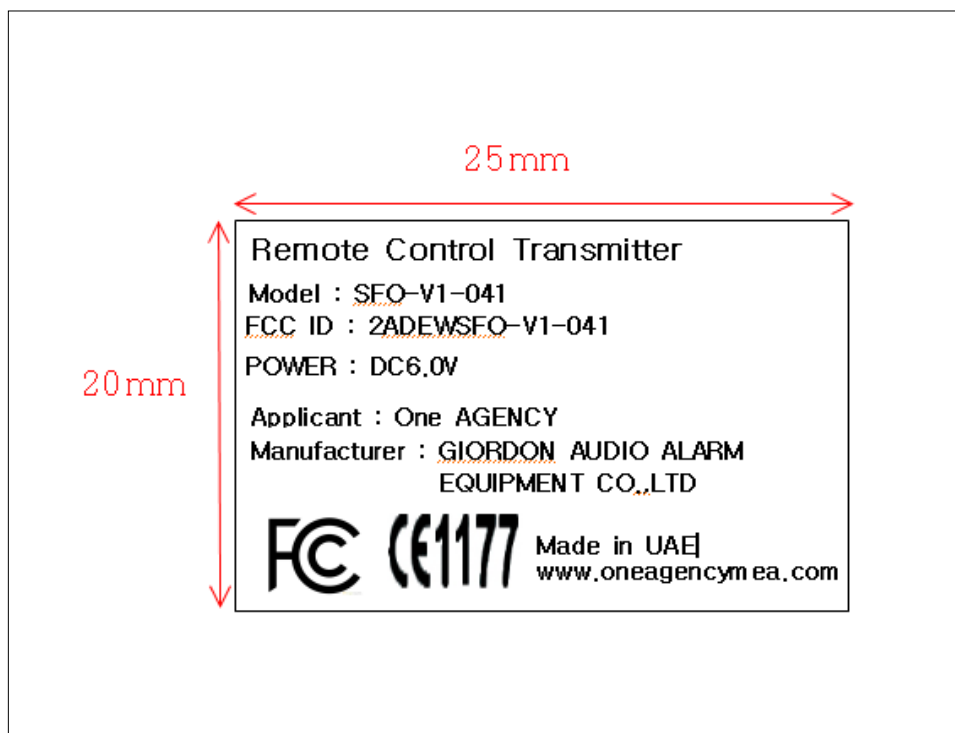 25mm
20mm
Remote Control Transmitter
Model : SFO-V1-041
FCC ID : 2ADEWSFO-V1-041
POWER : DC6.0V
Applicant : One AGENCY
Manufacturer : GIORDON AUDIO ALARM
EQUIPMENT CO.,LTD
FC CE1177
Made in UAE
www.oneagencymea.com